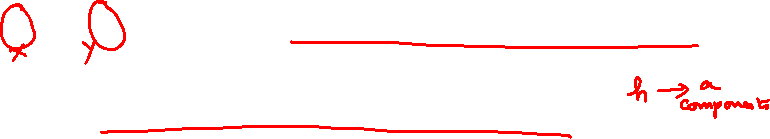 h → a
components